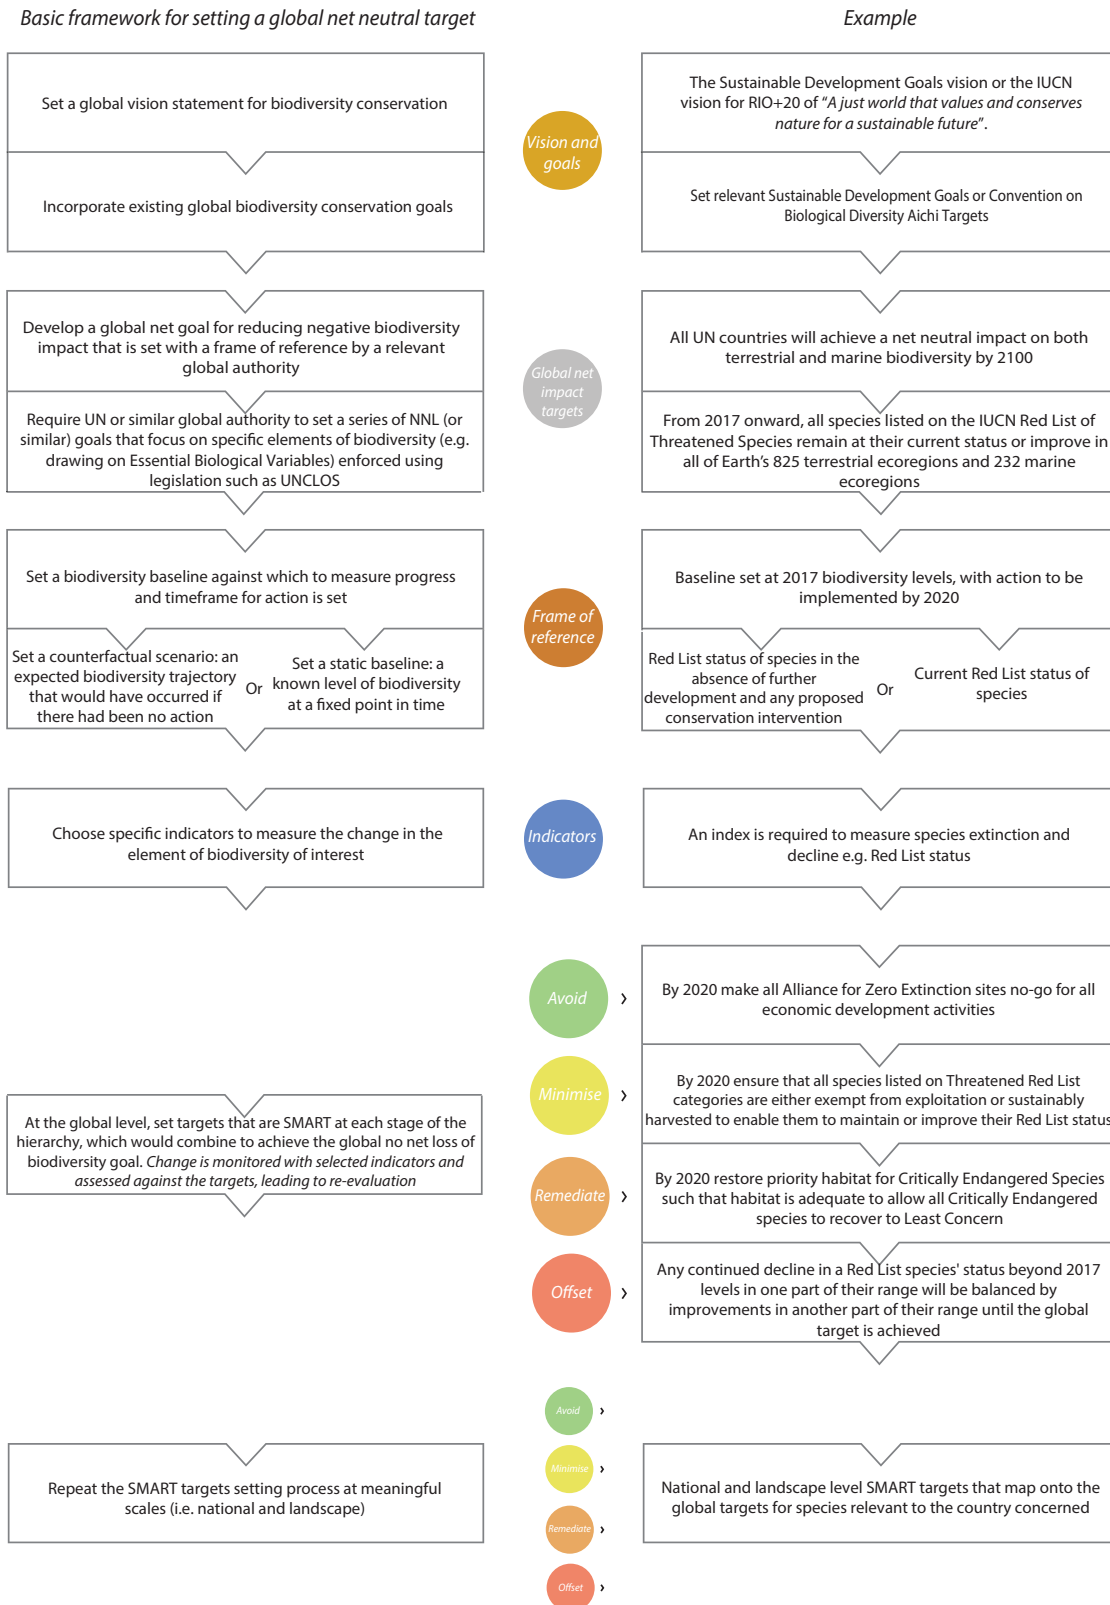 Basic framework for setting a global net neutral target
Example
Set a global vision statement for biodiversity conservation
Incorporate existing global biodiversity conservation goals
Vision and
goals
The Sustainable Development Goals vision or the IUCN
vision for RIO+20 of “A just world that values and conserves
nature for a sustainable future”.
Set relevant Sustainable Development Goals or Convention on
Biological Diversity Aichi Targets
Develop a global net goal for reducing negative biodiversity
impact that is set with a frame of reference by a relevant
global authority
Require UN or similar global authority to set a series of NNL (or
similar) goals that focus on specific elements of biodiversity (e.g.
drawing on Essential Biological Variables) enforced using
legislation such as UNCLOS
Global net
impact
targets
All UN countries will achieve a net neutral impact on both
terrestrial and marine biodiversity by 2100
From 2017 onward, all species listed on the IUCN Red List of
Threatened Species remain at their current status or improve in
all of Earth’s 825 terrestrial ecoregions and 232 marine
ecoregions
Set a biodiversity baseline against which to measure progress
and timeframe for action is set
Set a counterfactual scenario: an
expected biodiversity trajectory
that would have occurred if
there had been no action
Or
Set a static baseline: a
known level of biodiversity
at a fixed point in time
Frame of
reference
Baseline set at 2017 biodiversity levels, with action to be
implemented by 2020
Red List status of species in the
absence of further
development and any proposed
conservation intervention
Or
Current Red List status of
species
Choose specific indicators to measure the change in the
element of biodiversity of interest
Indicators
An index is required to measure species extinction and
decline e.g. Red List status
At the global level, set targets that are SMART at each stage of the
hierarchy, which would combine to achieve the global no net loss of
biodiversity goal. Change is monitored with selected indicators and
assessed against the targets, leading to re-evaluation
Avoid ›
By 2020 make all Alliance for Zero Extinction sites no-go for all
economic development activities
Minimise ›
By 2020 ensure that all species listed on Threatened Red List
categories are either exempt from exploitation or sustainably
harvested to enable them to maintain or improve their Red List status
Remediate ›
By 2020 restore priority habitat for Critically Endangered Species
such that habitat is adequate to allow all Critically Endangered
species to recover to Least Concern
Offset ›
Any continued decline in a Red List species' status beyond 2017
levels in one part of their range will be balanced by
improvements in another part of their range until the global
target is achieved
Repeat the SMART targets setting process at meaningful
scales (i.e. national and landscape)
Avoid ›
Minimise ›
Remediate ›
Offset ›
National and landscape level SMART targets that map onto the
global targets for species relevant to the country concerned